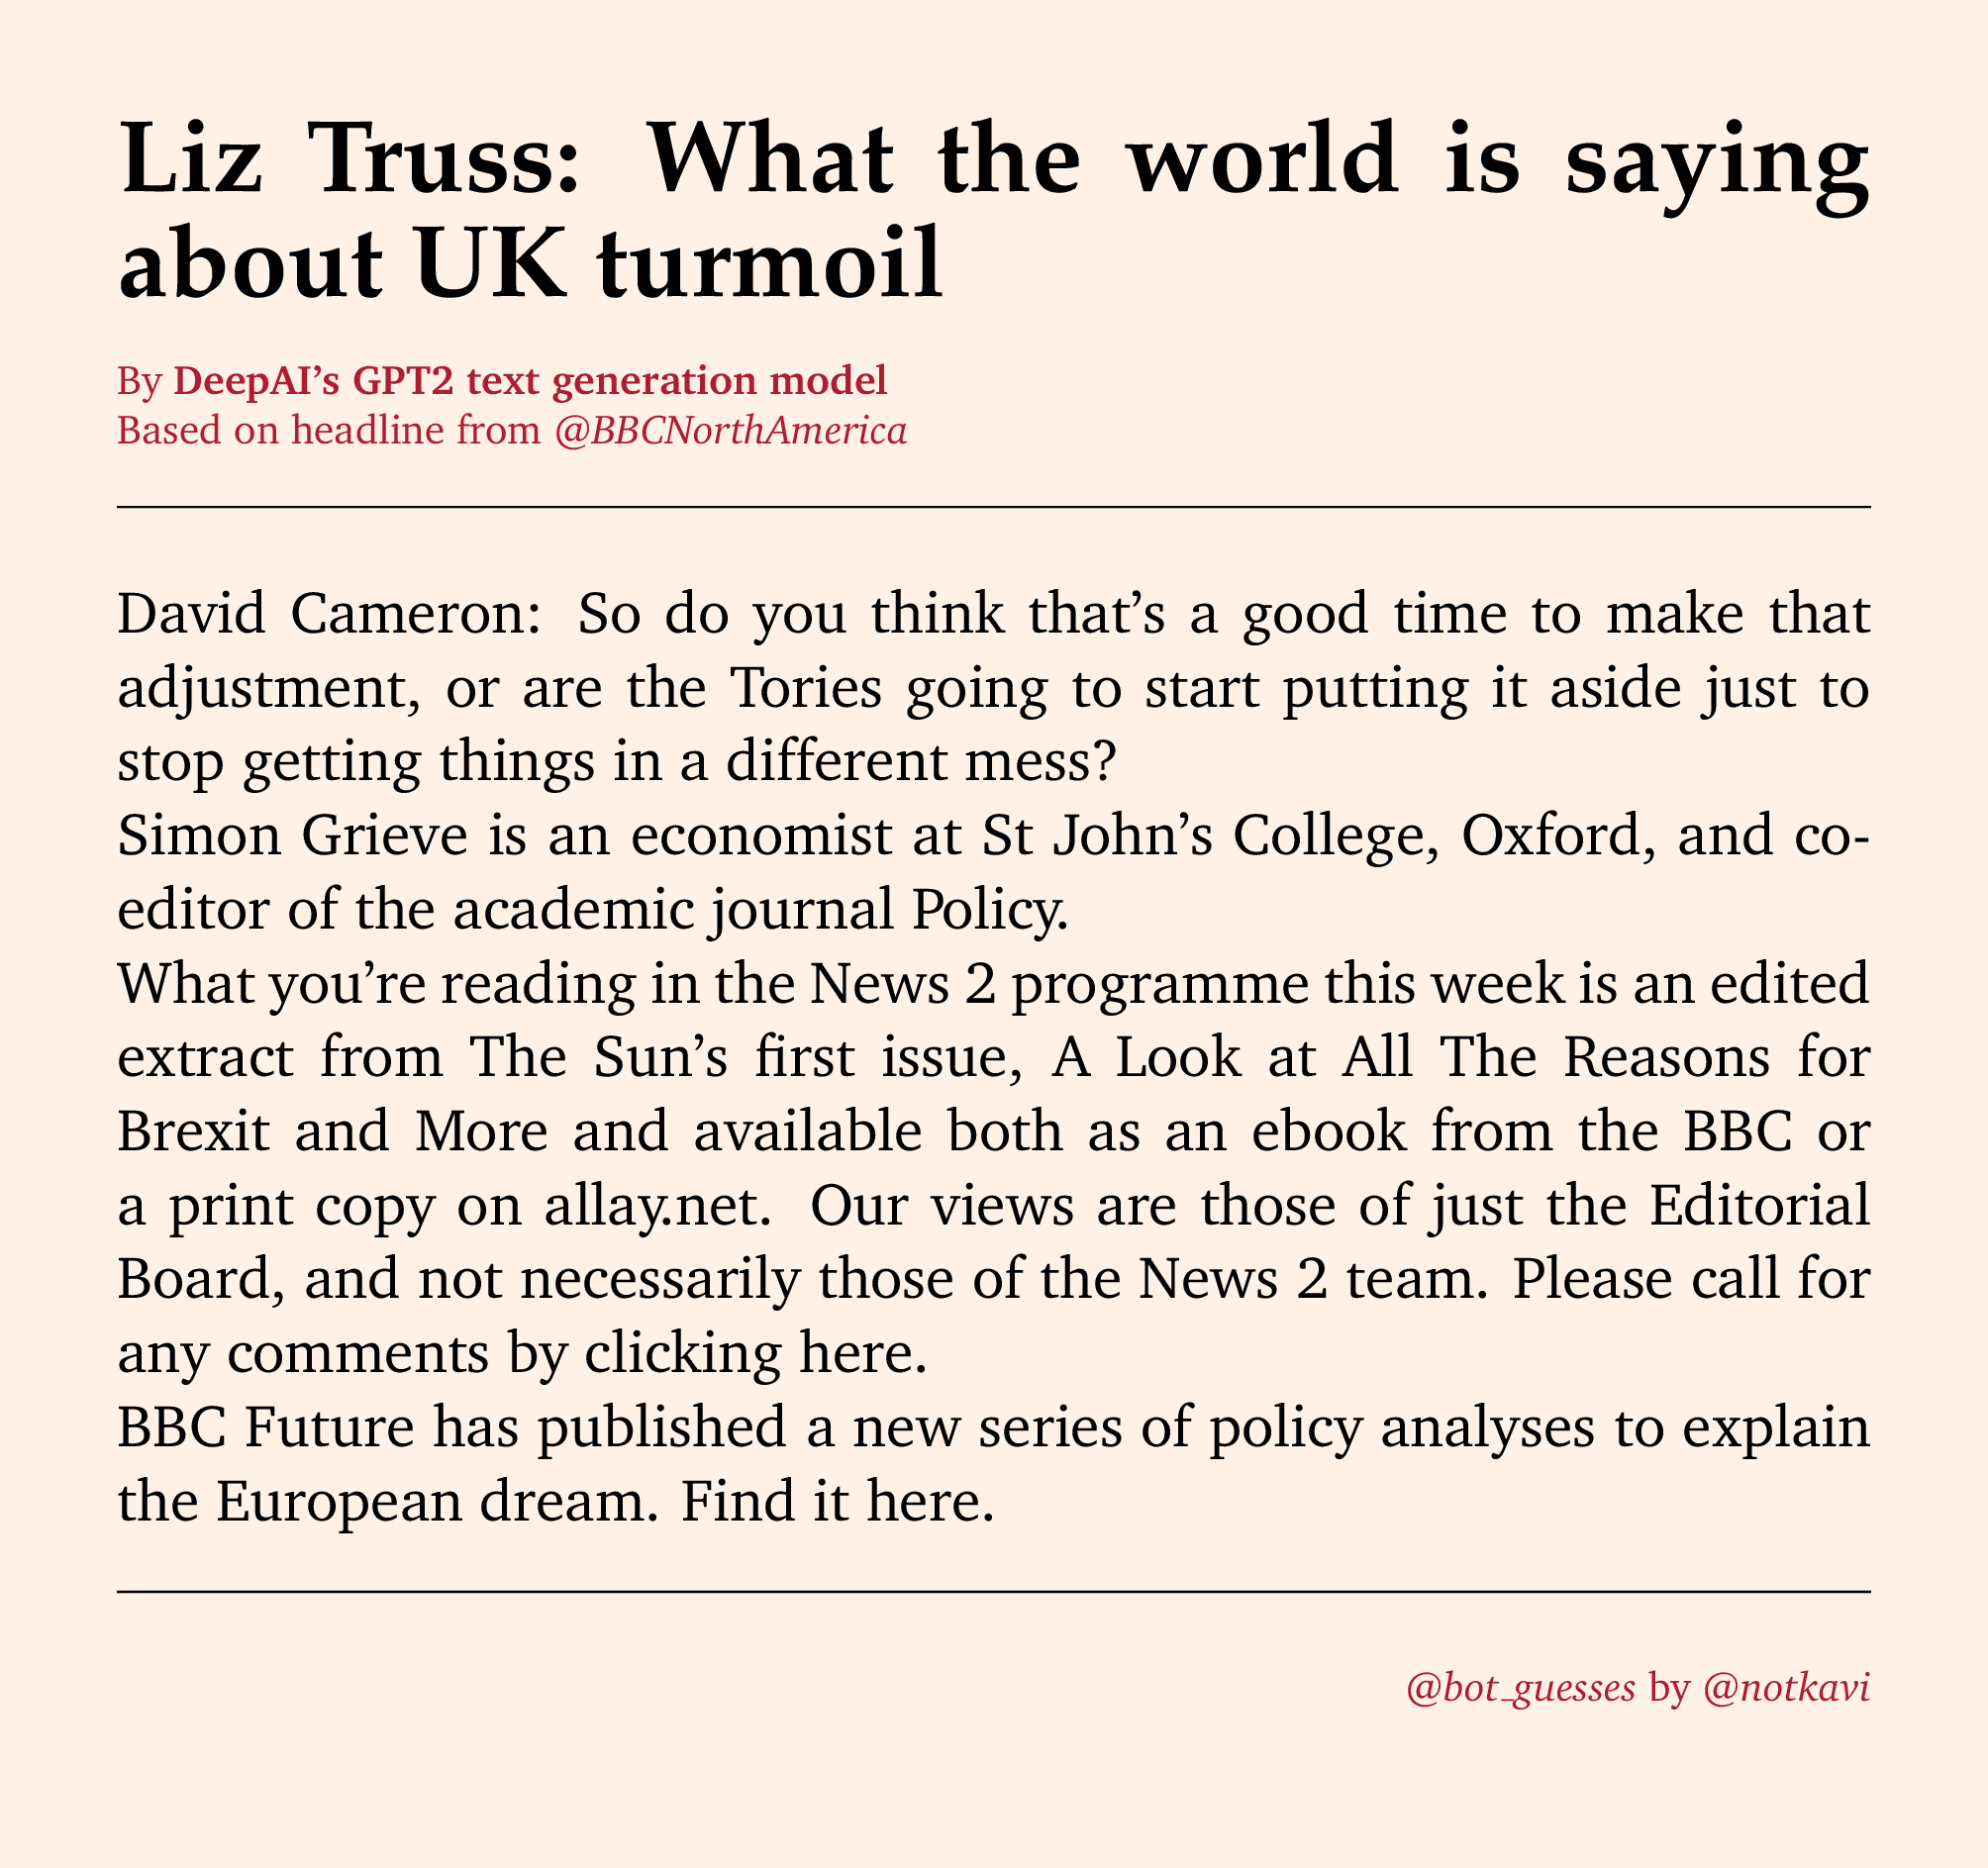 Liz Truss: What the world is saying
about UK turmoil
By DeepAI’s GPT2 text generation model
Based on headline from @BBCNorthAmerica
David Cameron: So do you think that’s a good time to make that
adjustment, or are the Tories going to start putting it aside just to
stop getting things in a different mess?
Simon Grieve is an economist at St John’s College, Oxford, and co-
editor of the academic journal Policy.
What you’re reading in the News 2 programme this week is an edited
extract from The Sun’s first issue, A Look at All The Reasons for
Brexit and More and available both as an ebook from the BBC or
a print copy on allay.net. Our views are those of just the Editorial
Board, and not necessarily those of the News 2 team. Please call for
any comments by clicking here.
BBC Future has published a new series of policy analyses to explain
the European dream. Find it here.
@bot_guesses by @notkavi